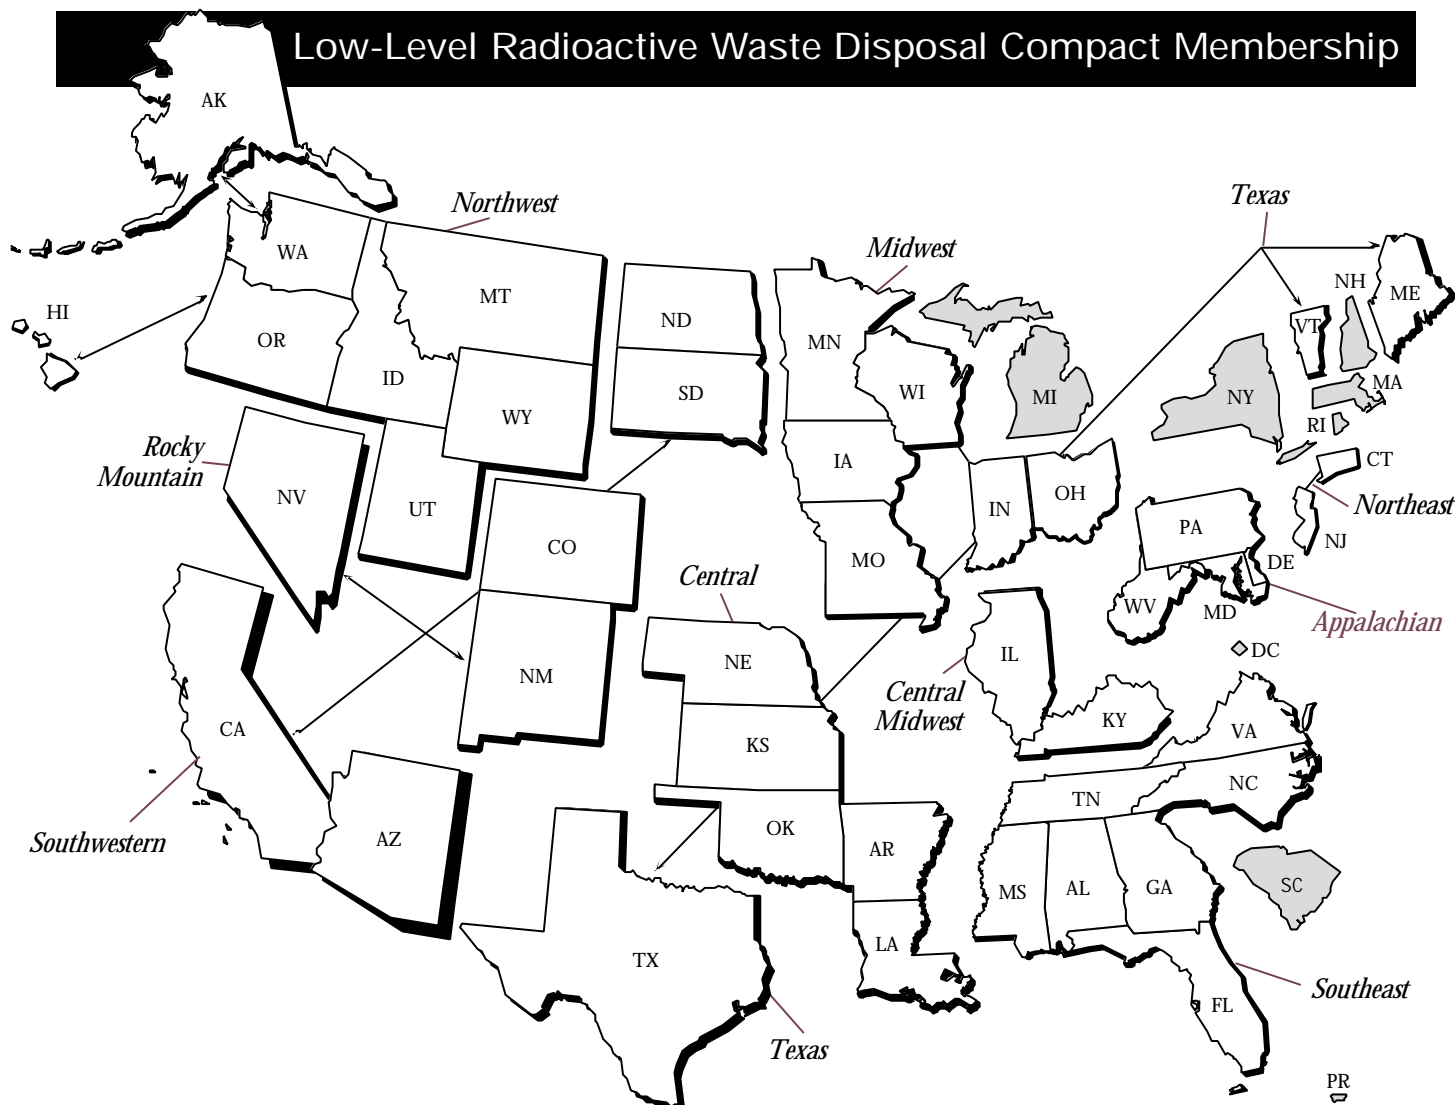 Low-Level Radioactive Waste Disposal Compact Membership
AK
Northwest
Texas
WA
Midwest
HI
MT
NH
ME
ND
VT
OR
MN
ID
SD
WI
MI
NY
MA
WY
RI
Rocky
Mountain
IA
CT
NV
UT
IN
OH
Northeast
CO
PA
NJ
MO
DE
Central
WV
MD
Appalachian
DC
NM
NE
IL
Central
Midwest
CA
KS
KY
VA
NC
TN
Southwestern
AZ
OK
AR
MS
AL
GA
SC
LA
TX
Southeast
FL
Texas
PR